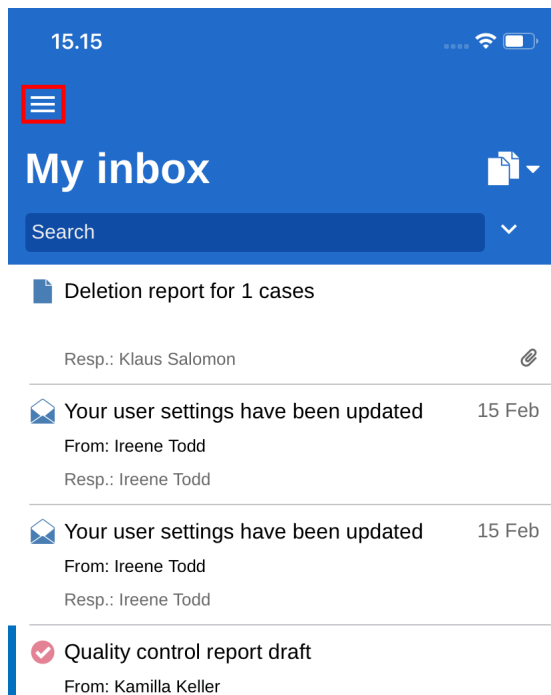 15.15
My inbox
Search
Deletion report for 1 cases
Resp.: Klaus Salomon
Your user settings have been updated 15 Feb
From: Ireene Todd
Resp.: Ireene Todd
Your user settings have been updated 15 Feb
From: Ireene Todd
Resp.: Ireene Todd
Quality control report draft
From: Kamilla Keller